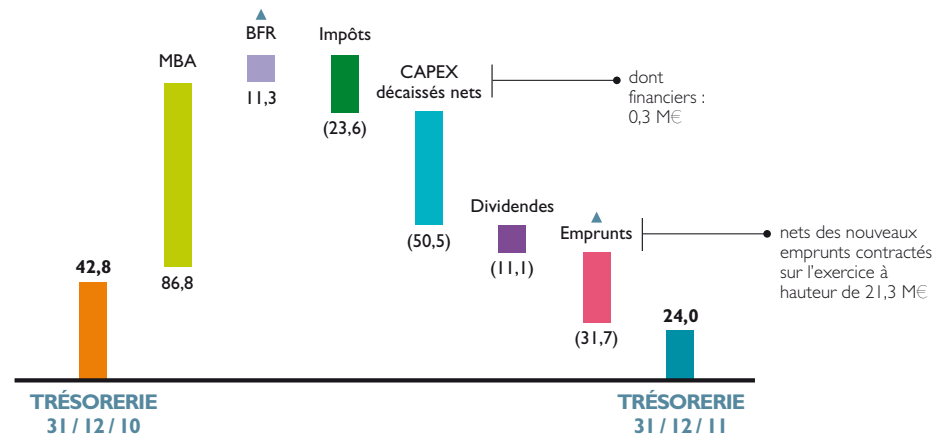 42,8
TRÉSORERIE
31 / 12 / 10
MBA
86,8
BFR
11,3
Impôts
(23,6)
CAPEX
décaissés nets
(50,5)
dont
financiers :
0,3 M€
Dividendes
(11,1)
Emprunts
(31,7)
nets des nouveaux
emprunts contractés
sur l'exercice à
hauteur de 21,3 M€
24,0
TRÉSORERIE
31 / 12 / 11